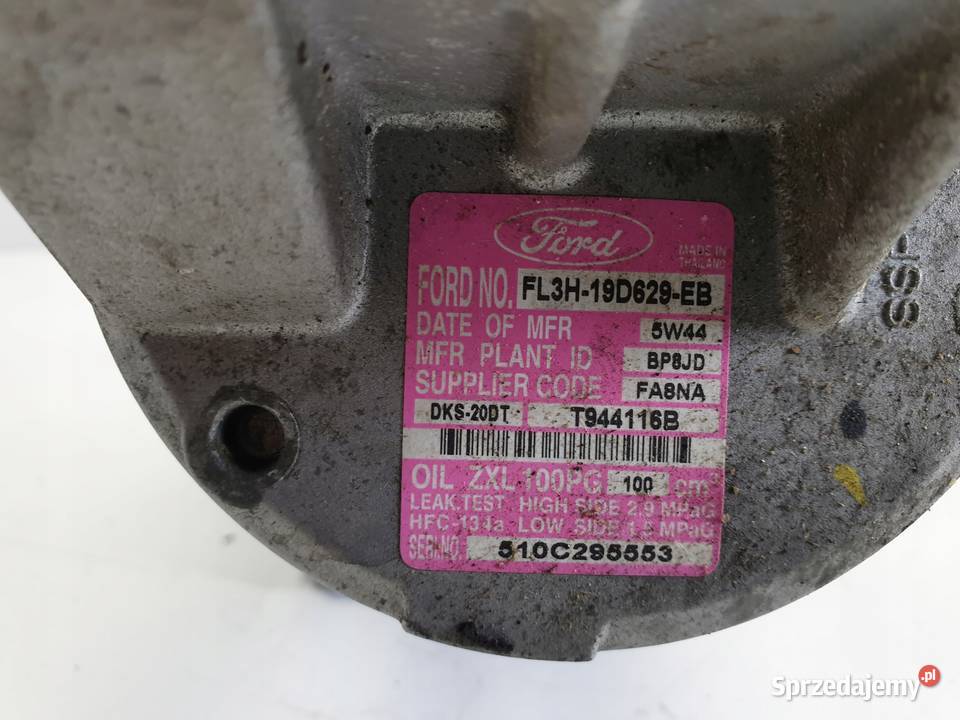 Ford
MADE IN
THAILAND
FORD NO. FL3H-19D629-EB
DATE OF MFR 5W44
MFR PLANT ID BP8JD
SUPPLIER CODE FA8NA
DKS-20DT T944116B
OIL ZXL 100PG 100 cm³
LEAK.TEST HIGH SIDE 2.9 MPaG
HFC-134a LOW SIDE 1.5 MPaG
SER.NO. 510C295553
Sprzedajemy.pl